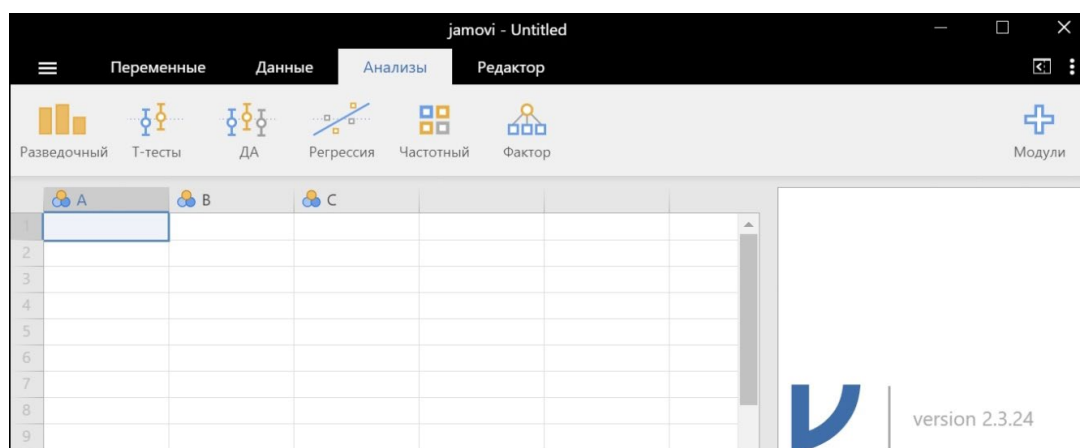 jamovi - Untitled
Переменные Данные Анализы Редактор
Разведочный Т-тесты ДА Регрессия Частотный Фактор Модули
A B C
1
2
3
4
5
6
7
8
9
version 2.3.24